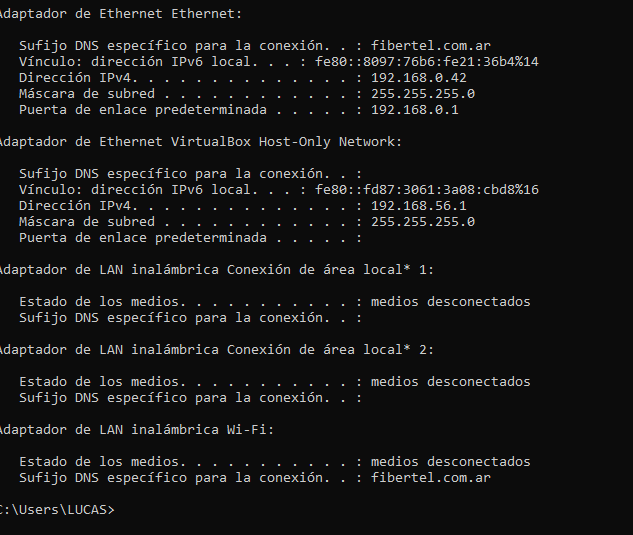 Adaptador de Ethernet Ethernet:
Sufijo DNS específico para la conexión. . : fibertel.com.ar
Vínculo: dirección IPv6 local. . . : fe80::8097:76b6:fe21:36b4%14
Dirección IPv4. . . . . . . . . . . . . . : 192.168.0.42
Máscara de subred . . . . . . . . . . . . : 255.255.255.0
Puerta de enlace predeterminada . . . . . : 192.168.0.1
Adaptador de Ethernet VirtualBox Host-Only Network:
Sufijo DNS específico para la conexión. . :
Vínculo: dirección IPv6 local. . . : fe80::fd87:3061:3a08:cbd8%16
Dirección IPv4. . . . . . . . . . . . . . : 192.168.56.1
Máscara de subred . . . . . . . . . . . . : 255.255.255.0
Puerta de enlace predeterminada . . . . . :
Adaptador de LAN inalámbrica Conexión de área local* 1:
Estado de los medios. . . . . . . . . . . : medios desconectados
Sufijo DNS específico para la conexión. . :
Adaptador de LAN inalámbrica Conexión de área local* 2:
Estado de los medios. . . . . . . . . . . : medios desconectados
Sufijo DNS específico para la conexión. . :
Adaptador de LAN inalámbrica Wi-Fi:
Estado de los medios. . . . . . . . . . . : medios desconectados
Sufijo DNS específico para la conexión. . : fibertel.com.ar
C:\Users\LUCAS>